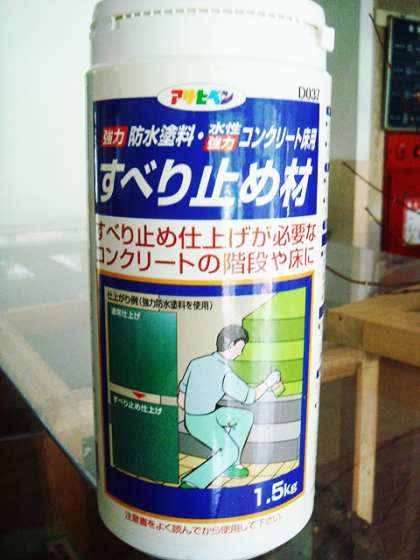 アサヒペン
D037
強力 防水塗料・水性強力 コンクリート床用
すべり止め材
すべり止め仕上げが必要な
コンクリートの階段や床に
仕上がり例(強力防水塗料を使用)
通常仕上げ
すべり止め仕上げ
1.5kg
注意書をよく読んでから使用して下さい。